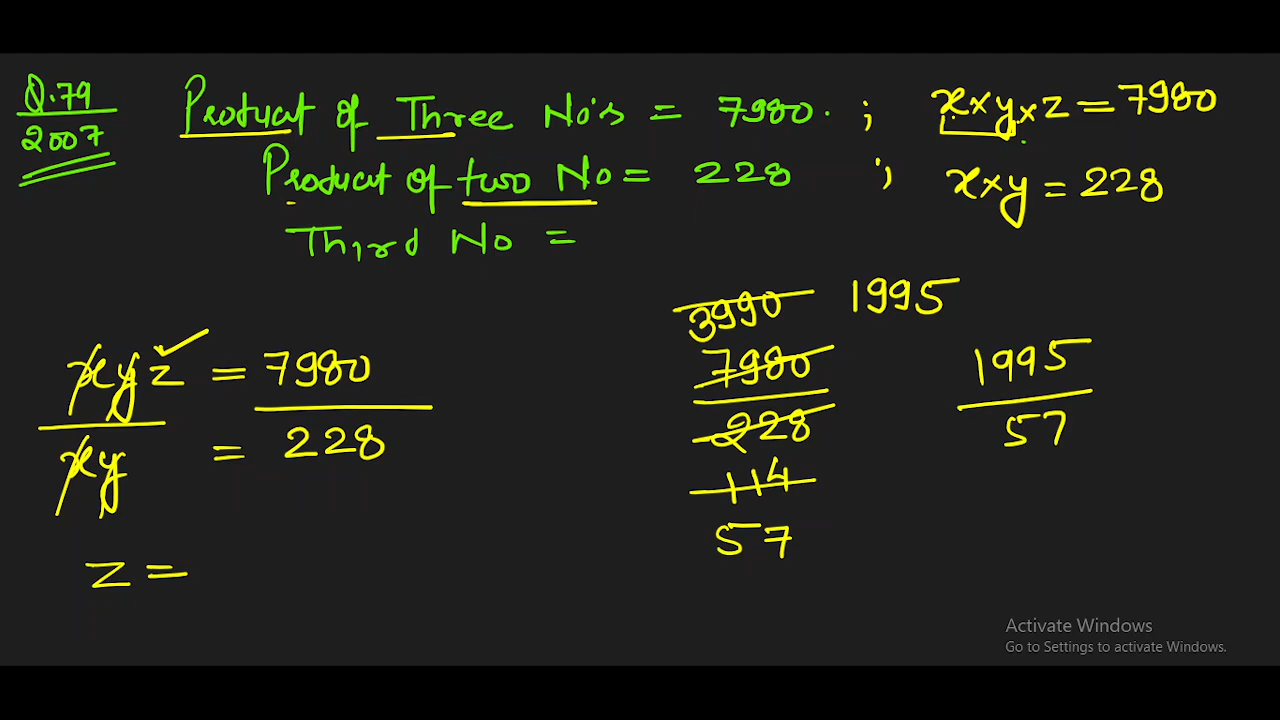 Q.79
2007
Product of Three No's = 7980. ; x×y×z = 7980
Product of two No = 228 ; x×y = 228
Third No =
3990 1995
xyz = 7980
xy = 228
7980
228
114
57
1995
57
z =
Activate Windows
Go to Settings to activate Windows.